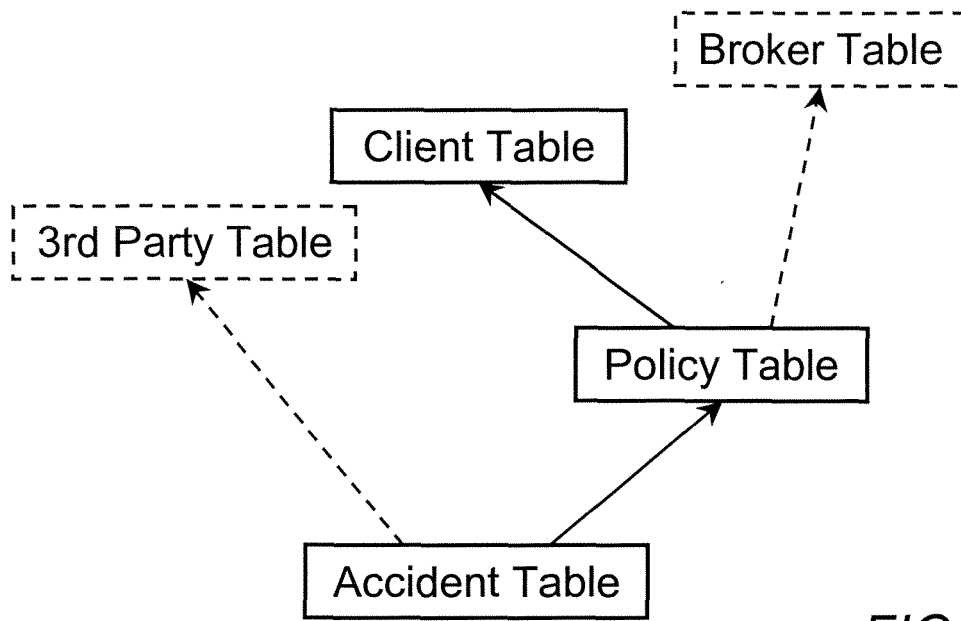 Broker Table
Client Table
3rd Party Table
Policy Table
Accident Table